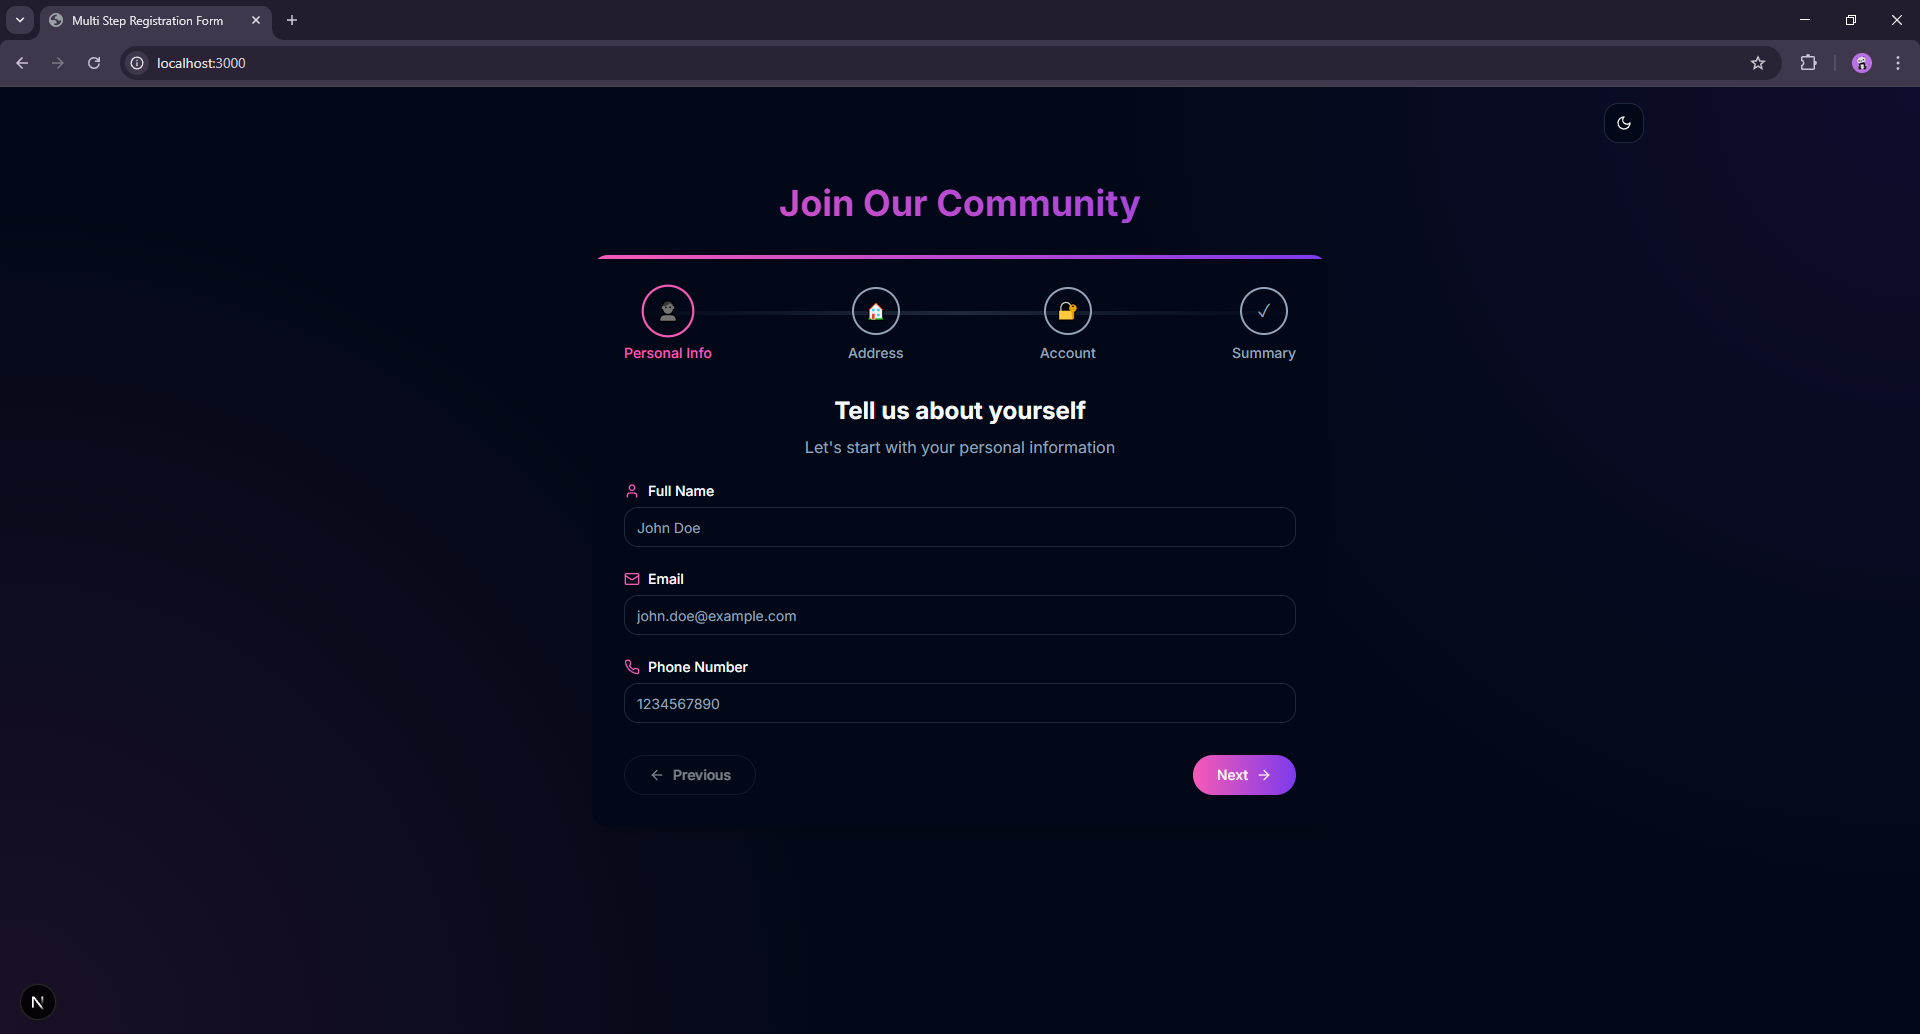 Multi Step Registration Form
localhost:3000
Join Our Community
Personal Info
Address
Account
Summary
Tell us about yourself
Let's start with your personal information
Full Name
John Doe
Email
john.doe@example.com
Phone Number
1234567890
Previous
Next
N